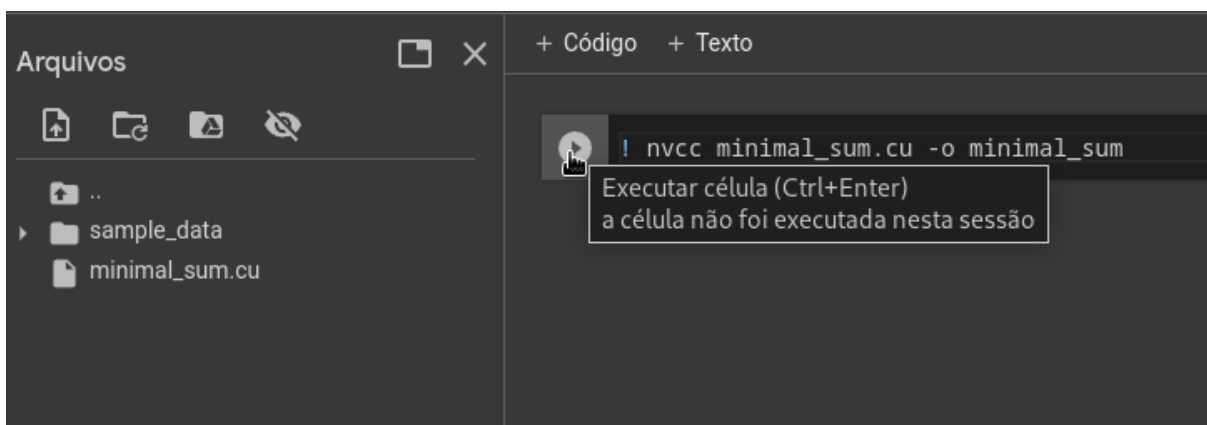 Arquivos
..
sample_data
minimal_sum.cu
+ Código + Texto
! nvcc minimal_sum.cu -o minimal_sum
Executar célula (Ctrl+Enter)
a célula não foi executada nesta sessão